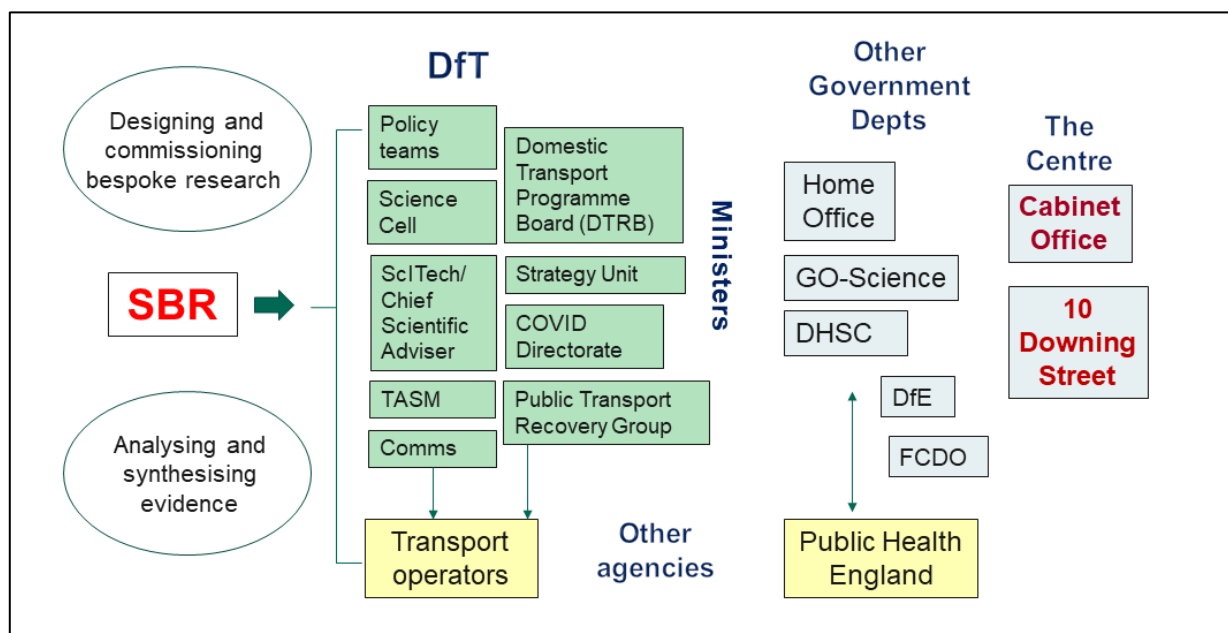 Designing and
commissioning
bespoke research
SBR
Analysing and
synthesising
evidence
DfT
Policy
teams
Science
Cell
ScITech/
Chief
Scientific
Adviser
TASM
Comms
Domestic
Transport
Programme
Board (DTRB)
Strategy Unit
COVID
Directorate
Public Transport
Recovery Group
Transport
operators
Ministers
Other
agencies
Other
Government
Depts
Home
Office
GO-Science
DHSC
DfE
FCDO
Public Health
England
The
Centre
Cabinet
Office
10
Downing
Street